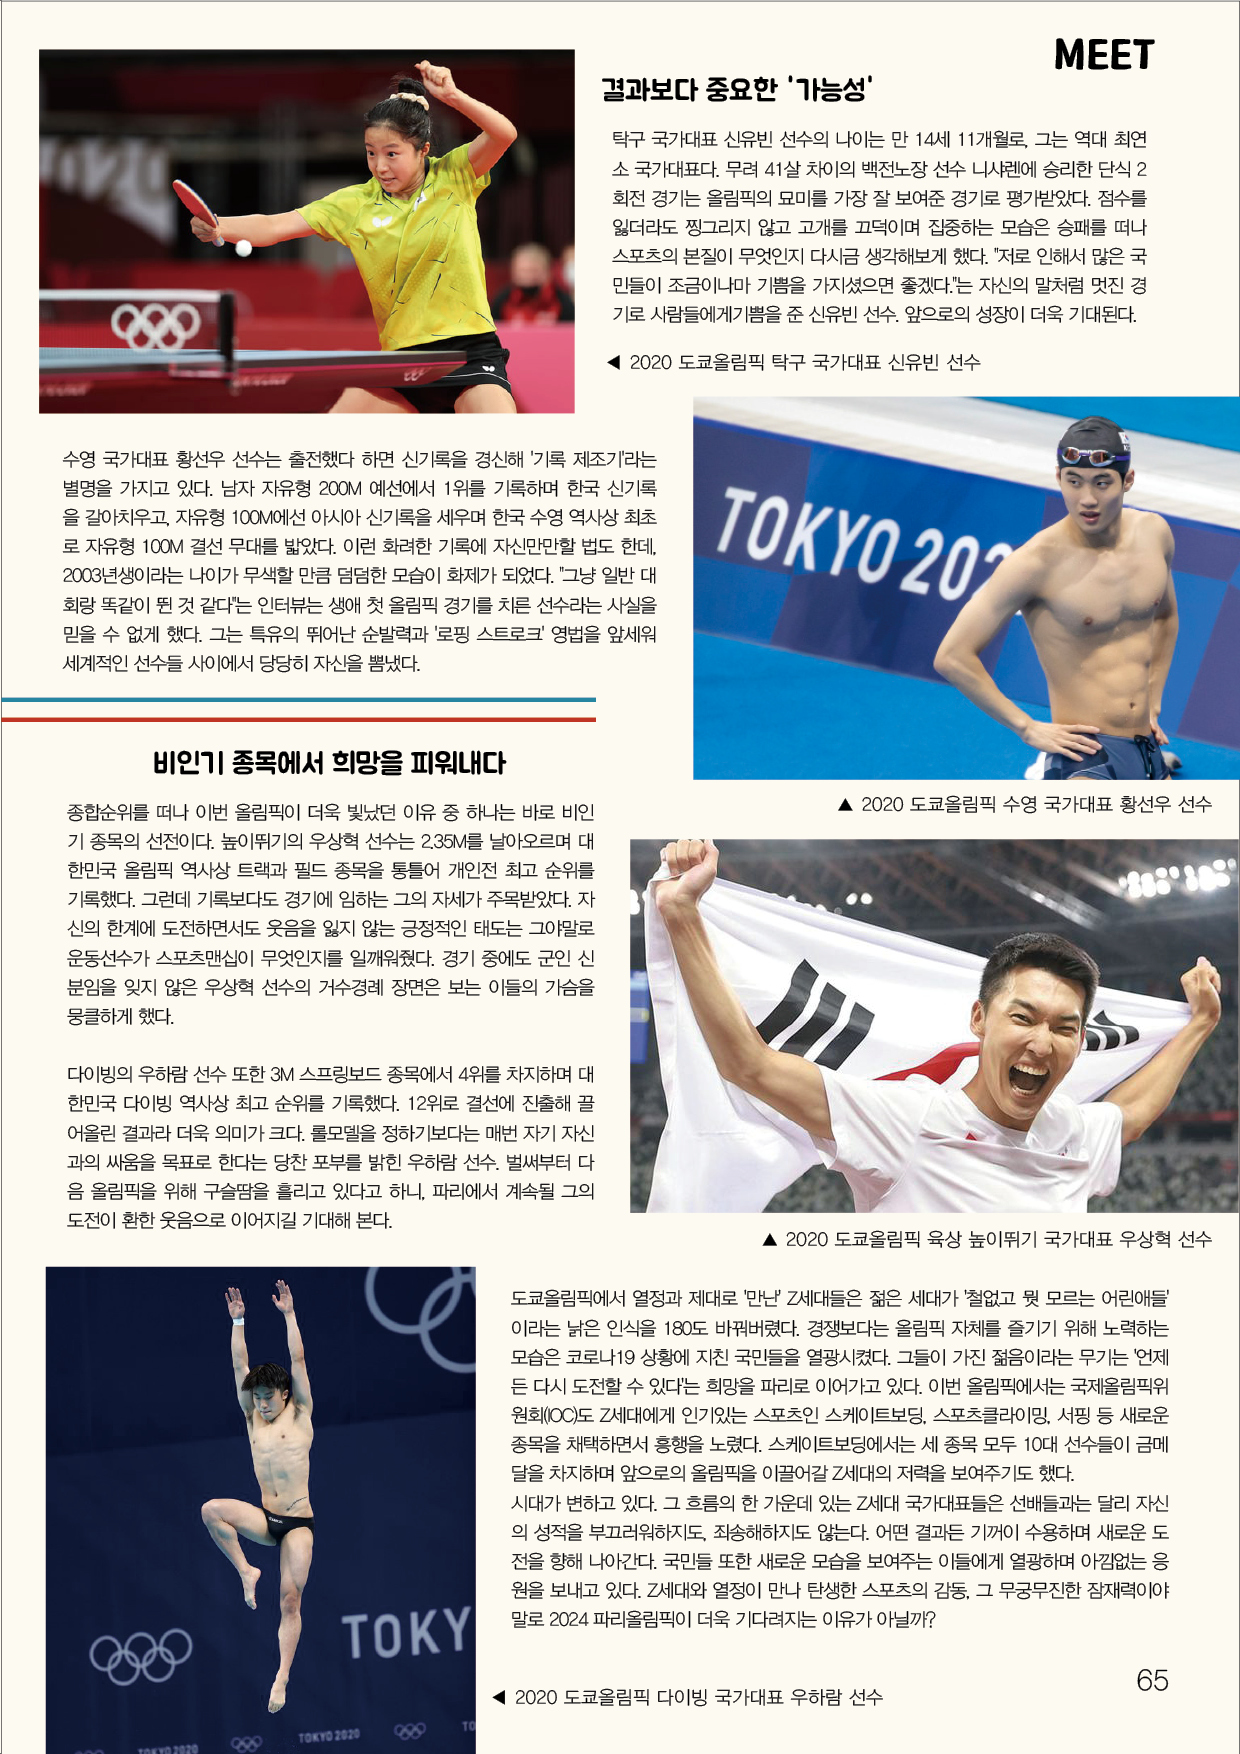 MEET
결과보다 중요한 '가능성'
탁구 국가대표 신유빈 선수의 나이는 만 14세 11개월로, 그는 역대 최연
소 국가대표다. 무려 41살 차이의 백전노장 선수 니샤렌에 승리한 단식 2
회전 경기는 올림픽의 묘미를 가장 잘 보여준 경기로 평가받았다. 점수를
잃더라도 찡그리지 않고 고개를 끄덕이며 집중하는 모습은 승패를 떠나
스포츠의 본질이 무엇인지 다시금 생각해보게 했다. "저로 인해서 많은 국
민들이 조금이나마 기쁨을 가지셨으면 좋겠다."는 자신의 말처럼 멋진 경
기로 사람들에게기쁨을 준 신유빈 선수. 앞으로의 성장이 더욱 기대된다.
◀ 2020 도쿄올림픽 탁구 국가대표 신유빈 선수
수영 국가대표 황선우 선수는 출전했다 하면 신기록을 경신해 '기록 제조기'라는
별명을 가지고 있다. 남자 자유형 200M 예선에서 1위를 기록하며 한국 신기록
을 갈아치우고, 자유형 100M에선 아시아 신기록을 세우며 한국 수영 역사상 최초
로 자유형 100M 결선 무대를 밟았다. 이런 화려한 기록에 자신만만할 법도 한데,
2003년생이라는 나이가 무색할 만큼 덤덤한 모습이 화제가 되었다. "그냥 일반 대
회랑 똑같이 뛴 것 같다"는 인터뷰는 생애 첫 올림픽 경기를 치른 선수라는 사실을
믿을 수 없게 했다. 그는 특유의 뛰어난 순발력과 '로핑 스트로크' 영법을 앞세워
세계적인 선수들 사이에서 당당히 자신을 뽐냈다.
TOKYO 202
▲ 2020 도쿄올림픽 수영 국가대표 황선우 선수
비인기 종목에서 희망을 피워내다
종합순위를 떠나 이번 올림픽이 더욱 빛났던 이유 중 하나는 바로 비인
기 종목의 선전이다. 높이뛰기의 우상혁 선수는 2.35M를 날아오르며 대
한민국 올림픽 역사상 트랙과 필드 종목을 통틀어 개인전 최고 순위를
기록했다. 그런데 기록보다도 경기에 임하는 그의 자세가 주목받았다. 자
신의 한계에 도전하면서도 웃음을 잃지 않는 긍정적인 태도는 그야말로
운동선수가 스포츠맨십이 무엇인지를 일깨워줬다. 경기 중에도 군인 신
분임을 잊지 않은 우상혁 선수의 거수경례 장면은 보는 이들의 가슴을
뭉클하게 했다.
다이빙의 우하람 선수 또한 3M 스프링보드 종목에서 4위를 차지하며 대
한민국 다이빙 역사상 최고 순위를 기록했다. 12위로 결선에 진출해 끌
어올린 결과라 더욱 의미가 크다. 롤모델을 정하기보다는 매번 자기 자신
과의 싸움을 목표로 한다는 당찬 포부를 밝힌 우하람 선수. 벌써부터 다
음 올림픽을 위해 구슬땀을 흘리고 있다고 하니, 파리에서 계속될 그의
도전이 환한 웃음으로 이어지길 기대해 본다.
▲ 2020 도쿄올림픽 육상 높이뛰기 국가대표 우상혁 선수
도쿄올림픽에서 열정과 제대로 '만난' Z세대들은 젊은 세대가 '철없고 뭣 모르는 어린애들'
이라는 낡은 인식을 180도 바꿔버렸다. 경쟁보다는 올림픽 자체를 즐기기 위해 노력하는
모습은 코로나19 상황에 지친 국민들을 열광시켰다. 그들이 가진 젊음이라는 무기는 '언제
든 다시 도전할 수 있다'는 희망을 파리로 이어가고 있다. 이번 올림픽에서는 국제올림픽위
원회(IOC)도 Z세대에게 인기있는 스포츠인 스케이트보딩, 스포츠클라이밍, 서핑 등 새로운
종목을 채택하면서 흥행을 노렸다. 스케이트보딩에서는 세 종목 모두 10대 선수들이 금메
달을 차지하며 앞으로의 올림픽을 이끌어갈 Z세대의 저력을 보여주기도 했다.
시대가 변하고 있다. 그 흐름의 한 가운데 있는 Z세대 국가대표들은 선배들과는 달리 자신
의 성적을 부끄러워하지도, 죄송해하지도 않는다. 어떤 결과든 기꺼이 수용하며 새로운 도
전을 향해 나아간다. 국민들 또한 새로운 모습을 보여주는 이들에게 열광하며 아낌없는 응
원을 보내고 있다. Z세대와 열정이 만나 탄생한 스포츠의 감동, 그 무궁무진한 잠재력이야
말로 2024 파리올림픽이 더욱 기다려지는 이유가 아닐까?
TOKY
TOKYO 2020
TOKYO 2020
TO
◀ 2020 도쿄올림픽 다이빙 국가대표 우하람 선수
65